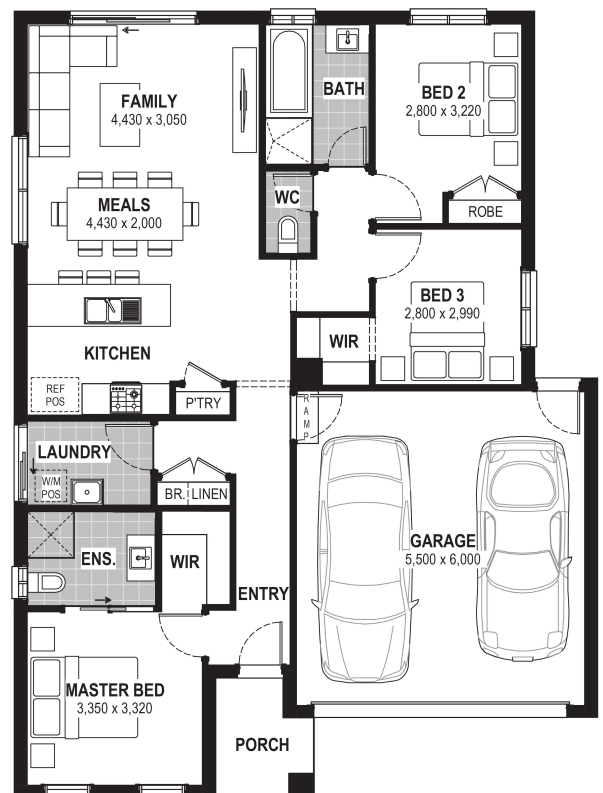 FAMILY
4,430 x 3,050
BATH
BED 2
2,800 x 3,220
WC
MEALS
4,430 x 2,000
ROBE
BED 3
2,800 x 2,990
WIR
KITCHEN
REF
POS
P'TRY
RAMP
LAUNDRY
W/M
POS
BR. LINEN
ENS.
WIR
GARAGE
5,500 x 6,000
ENTRY
MASTER BED
3,350 x 3,320
PORCH